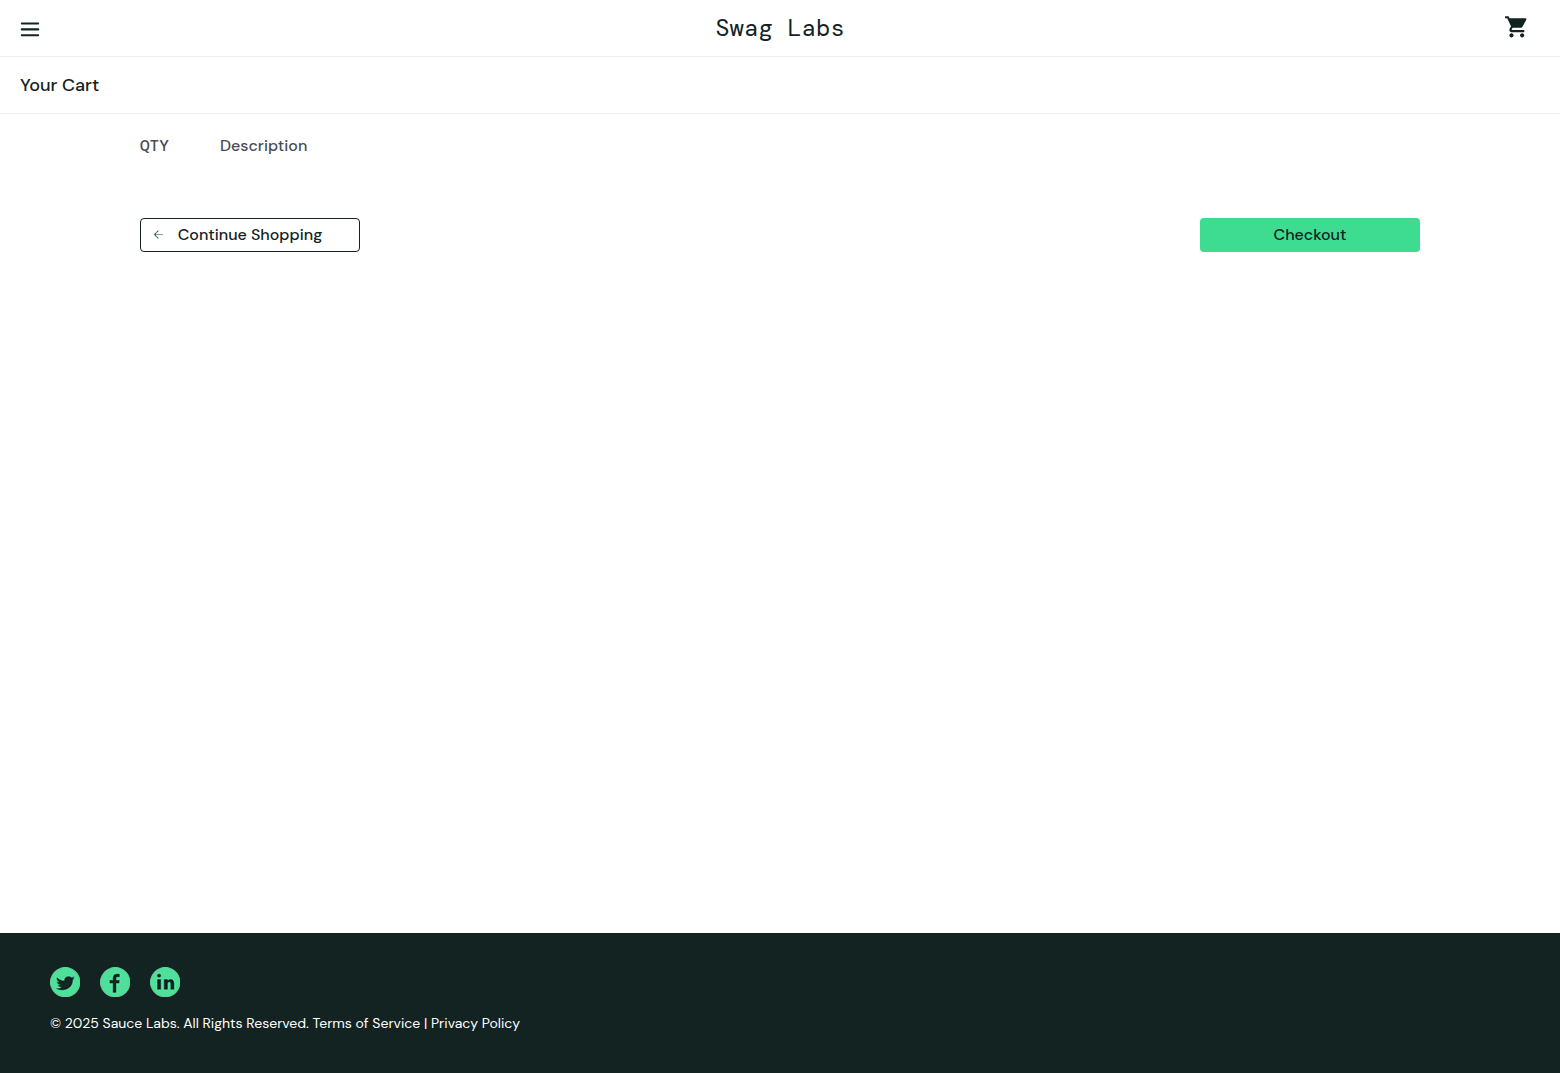 Swag Labs
Your Cart
QTY Description
Continue Shopping
Checkout
© 2025 Sauce Labs. All Rights Reserved. Terms of Service | Privacy Policy